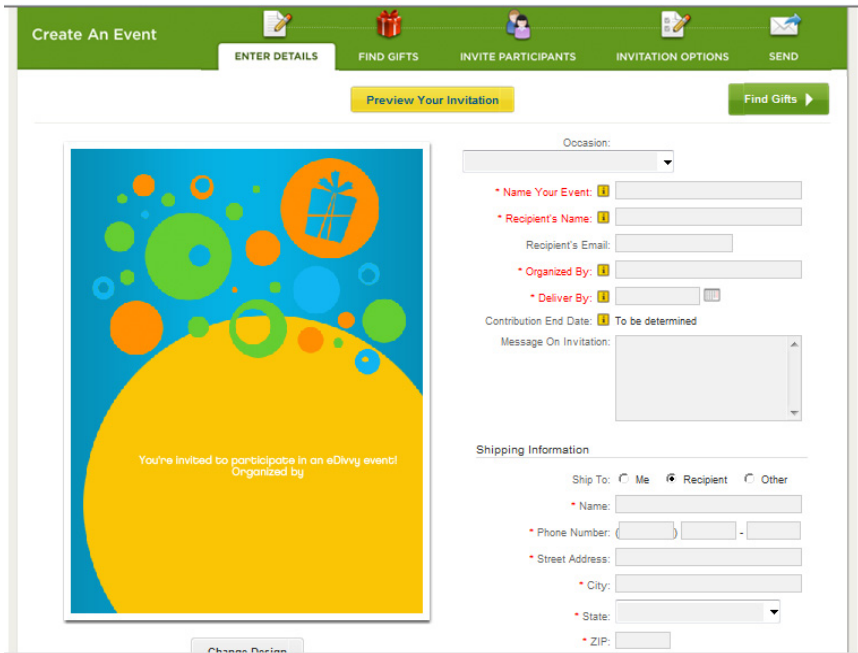 Create An Event
ENTER DETAILS
FIND GIFTS
INVITE PARTICIPANTS
INVITATION OPTIONS
SEND
Preview Your Invitation
Find Gifts
Occasion:
* Name Your Event:
* Recipient's Name:
Recipient's Email:
* Organized By:
* Deliver By:
Contribution End Date: To be determined
Message On Invitation:
You're invited to participate in an eDivvy event!
Organized by
Shipping Information
Ship To: Me Recipient Other
* Name:
* Phone Number: ( ) -
* Street Address:
* City:
* State:
* ZIP:
Change Design